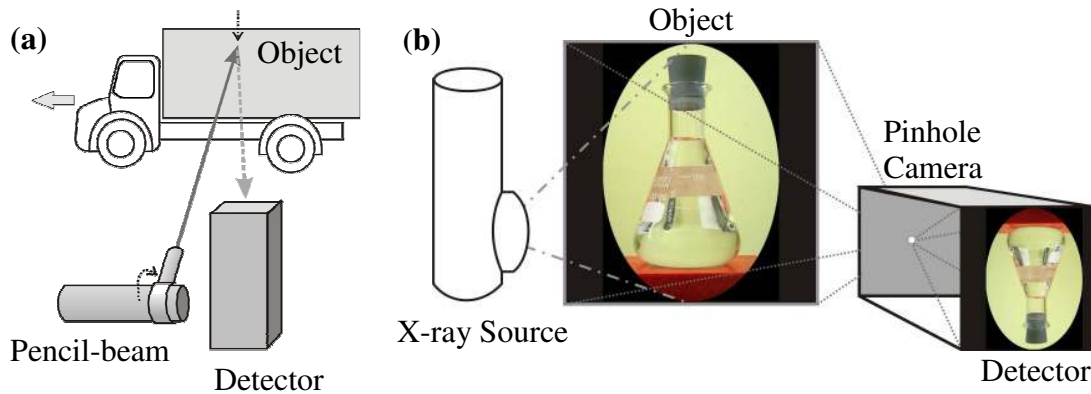 (a)
Object
Pencil-beam
Detector
(b)
Object
X-ray Source
Pinhole
Camera
Detector